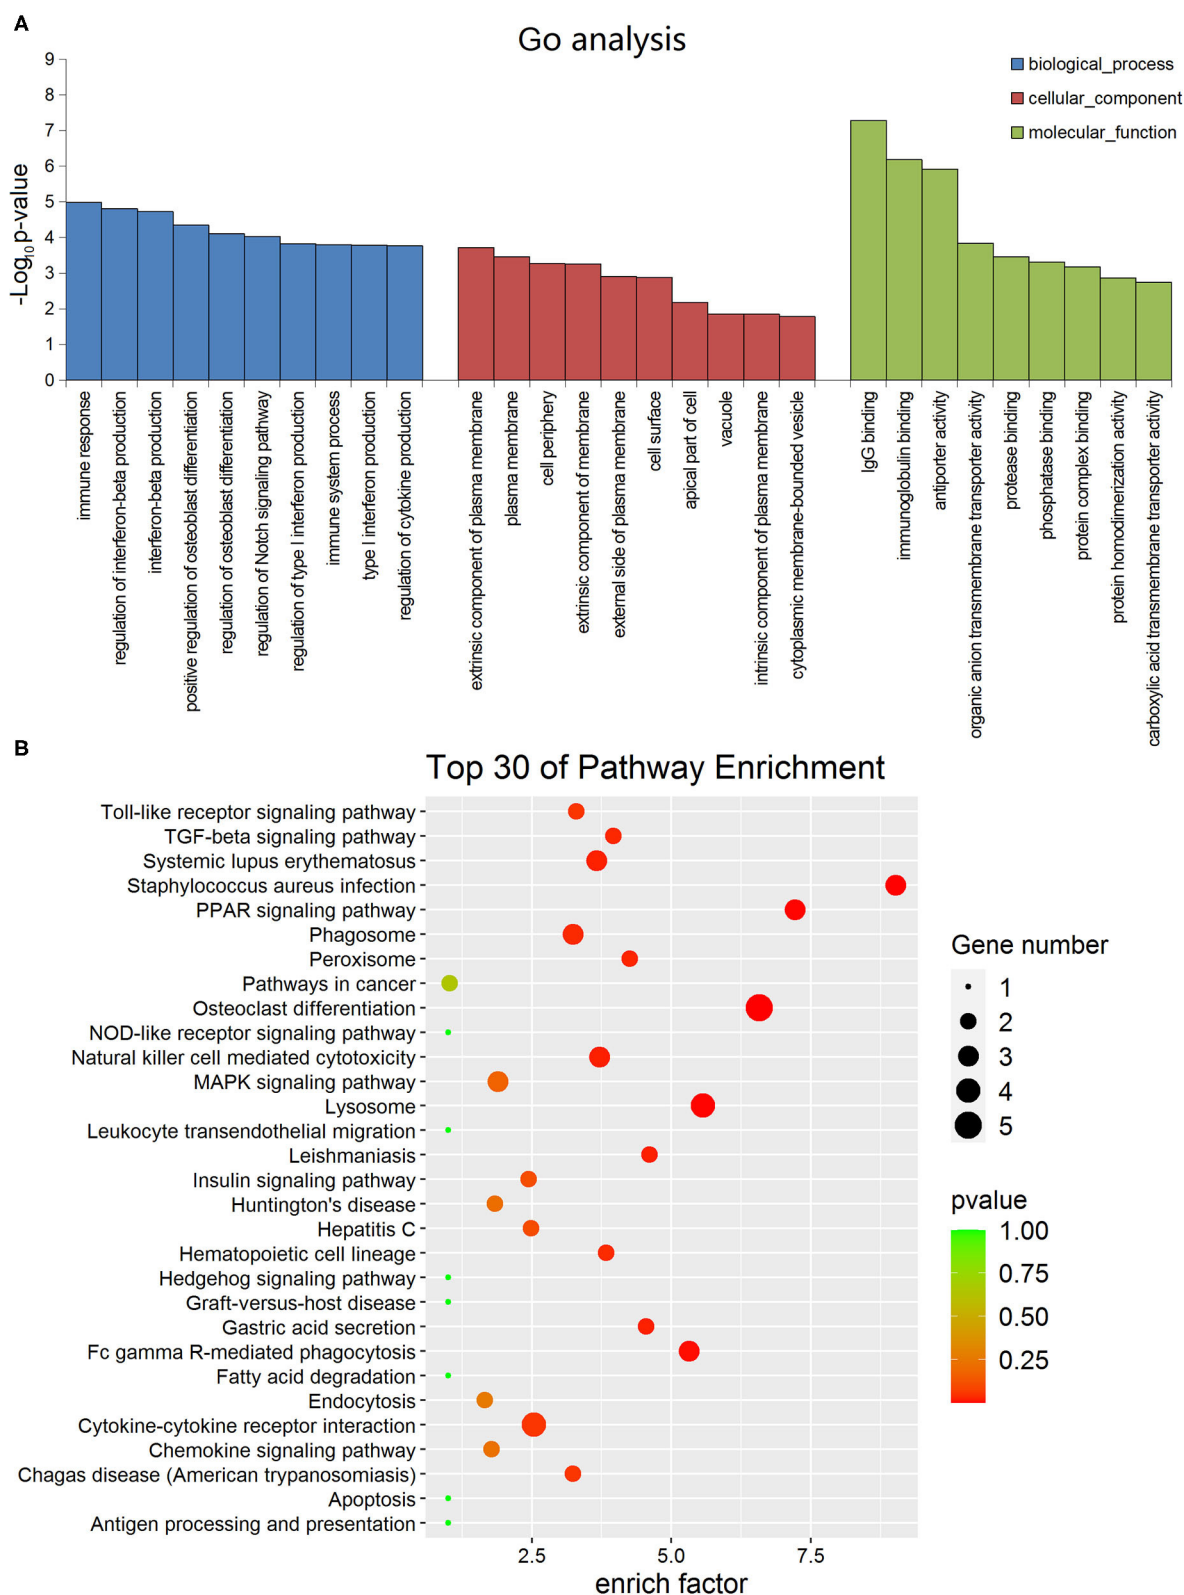 A
Go analysis
biological_process
cellular_component
molecular_function
-Log10 p-value
9
8
7
6
5
4
3
2
1
0
immune response
regulation of interferon-beta production
interferon-beta production
positive regulation of osteoblast differentiation
regulation of osteoblast differentiation
regulation of Notch signaling pathway
regulation of type I interferon production
immune system process
type I interferon production
regulation of cytokine production
extrinsic component of plasma membrane
plasma membrane
cell periphery
extrinsic component of membrane
external side of plasma membrane
cell surface
apical part of cell
vacuole
intrinsic component of plasma membrane
cytoplasmic membrane-bounded vesicle
IgG binding
immunoglobulin binding
antiporter activity
organic anion transmembrane transporter activity
protease binding
phosphatase binding
protein complex binding
protein homodimerization activity
carboxylic acid transmembrane transporter activity
B
Top 30 of Pathway Enrichment
Toll-like receptor signaling pathway
TGF-beta signaling pathway
Systemic lupus erythematosus
Staphylococcus aureus infection
PPAR signaling pathway
Phagosome
Peroxisome
Pathways in cancer
Osteoclast differentiation
NOD-like receptor signaling pathway
Natural killer cell mediated cytotoxicity
MAPK signaling pathway
Lysosome
Leukocyte transendothelial migration
Leishmaniasis
Insulin signaling pathway
Huntington's disease
Hepatitis C
Hematopoietic cell lineage
Hedgehog signaling pathway
Graft-versus-host disease
Gastric acid secretion
Fc gamma R-mediated phagocytosis
Fatty acid degradation
Endocytosis
Cytokine-cytokine receptor interaction
Chemokine signaling pathway
Chagas disease (American trypanosomiasis)
Apoptosis
Antigen processing and presentation
2.5
5.0
7.5
enrich factor
Gene number
1
2
3
4
5
pvalue
1.00
0.75
0.50
0.25